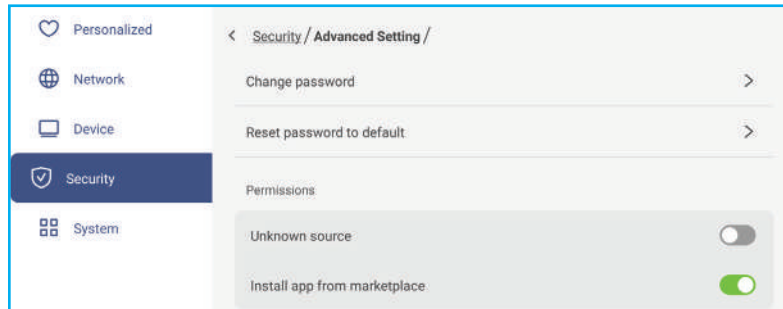 Personalized
Network
Device
Security
System
< Security / Advanced Setting /
Change password >
Reset password to default >
Permissions
Unknown source
Install app from marketplace